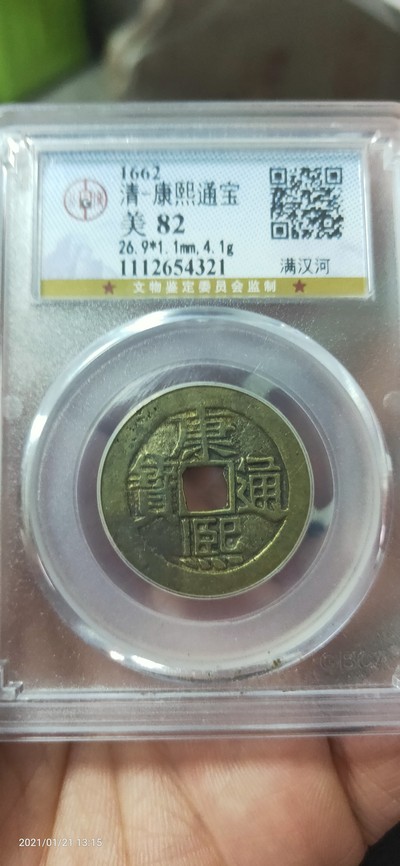 1662
清-康熙通宝
美 82
26.9*1.1mm,4.1g
1112654321
满汉河
★ 文物鉴定委员会监制 ★
康
寶 通
熙
2021/01/21 13:15